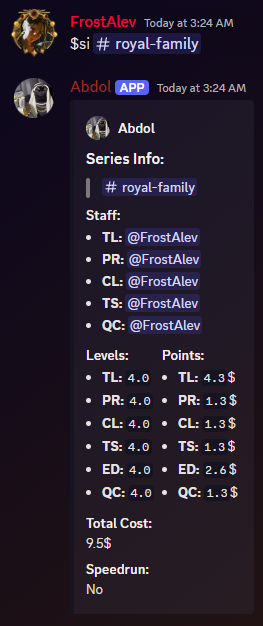 FrostAlev Today at 3:24 AM
$si # royal-family
Abdol APP Today at 3:24 AM
Abdol
Series Info:
# royal-family
Staff:
• TL: @FrostAlev
• PR: @FrostAlev
• CL: @FrostAlev
• TS: @FrostAlev
• QC: @FrostAlev
Levels: Points:
• TL: 4.0 • TL: 4.3$
• PR: 4.0 • PR: 1.3$
• CL: 4.0 • CL: 1.3$
• TS: 4.0 • TS: 1.3$
• ED: 4.0 • ED: 2.6$
• QC: 4.0 • QC: 1.3$
Total Cost:
9.5$
Speedrun:
No